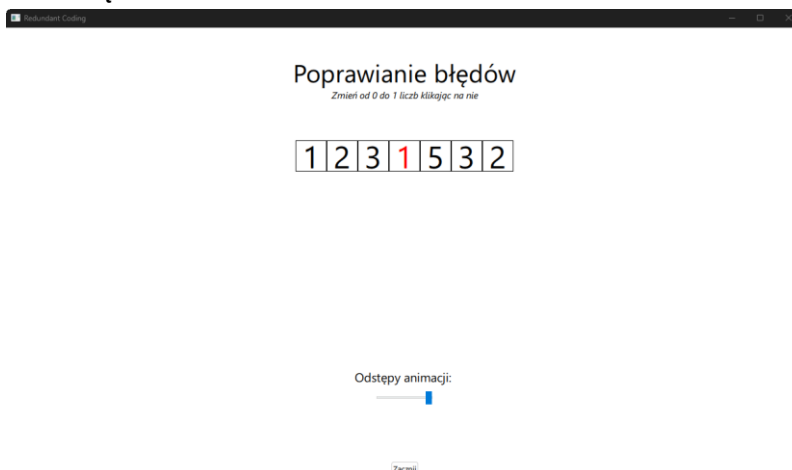 Redundant Coding
Poprawianie błędów
Zmień od 0 do 1 liczb klikając na nie
1 2 3 1 5 3 2
Odstępy animacji:
Zacznij